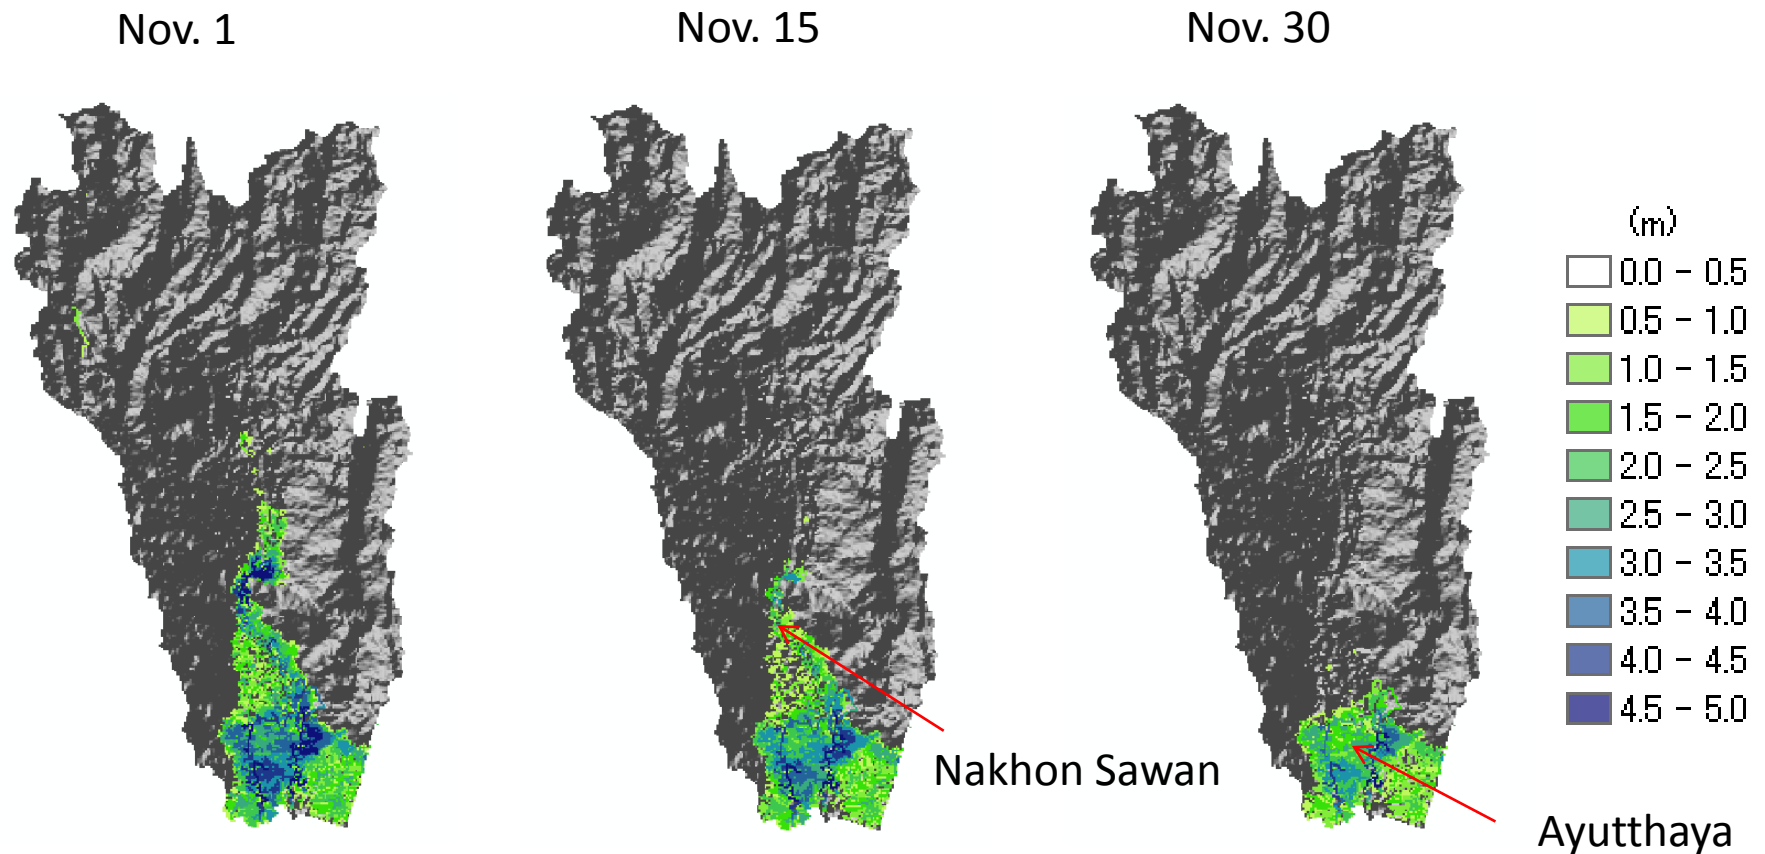 Nov. 1
Nov. 15
Nov. 30
(m)
0.0 - 0.5
0.5 - 1.0
1.0 - 1.5
1.5 - 2.0
2.0 - 2.5
2.5 - 3.0
3.0 - 3.5
3.5 - 4.0
4.0 - 4.5
4.5 - 5.0
Nakhon Sawan
Ayutthaya